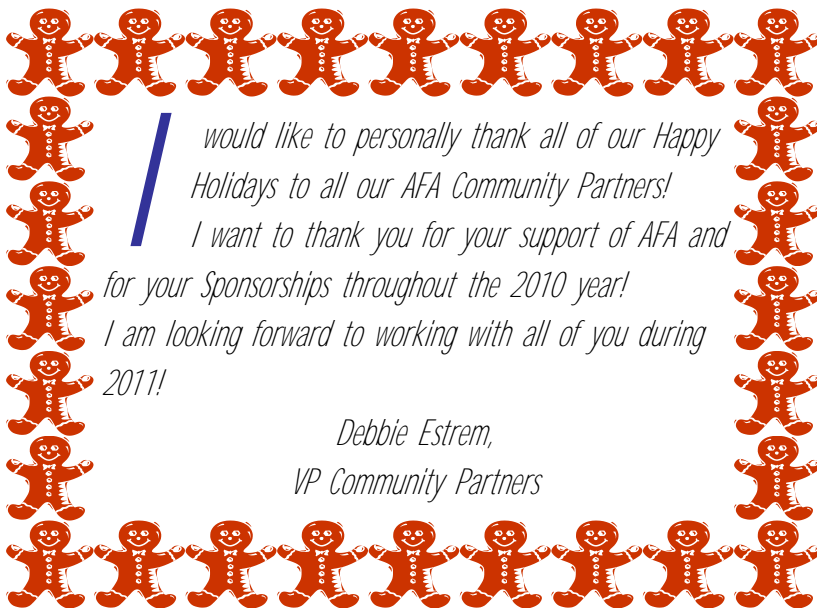 I would like to personally thank all of our Happy
Holidays to all our AFA Community Partners!
I want to thank you for your support of AFA and
for your Sponsorships throughout the 2010 year!
I am looking forward to working with all of you during
2011!
Debbie Estrem,
VP Community Partners